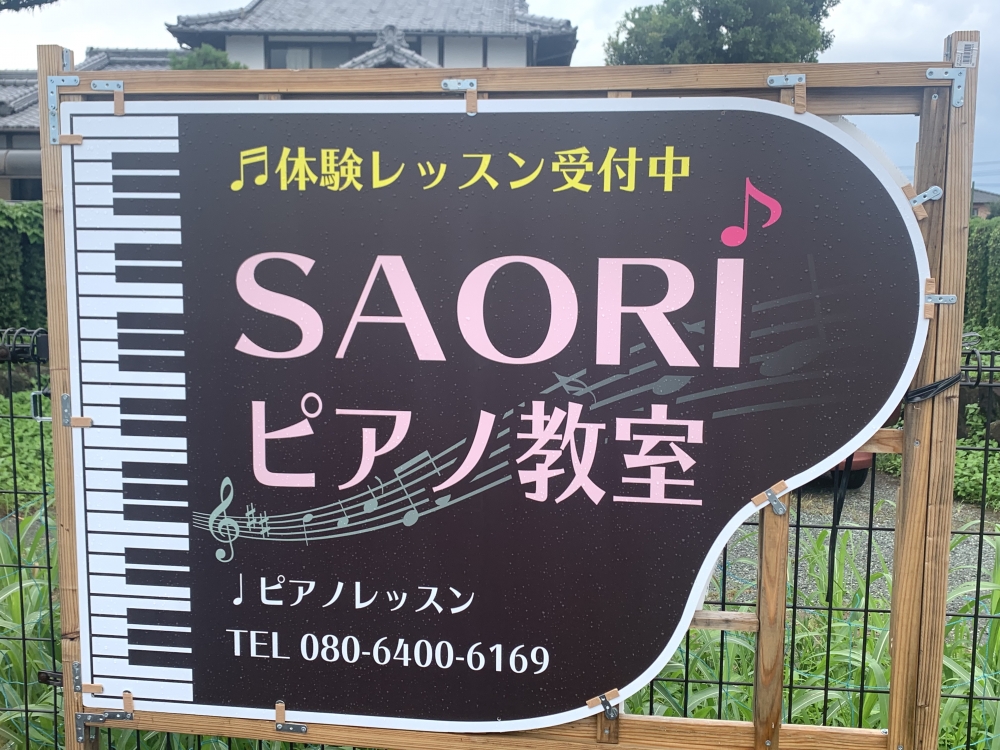 ♬体験レッスン受付中
SAORI
ピアノ教室
♩ピアノレッスン
TEL 080-6400-6169